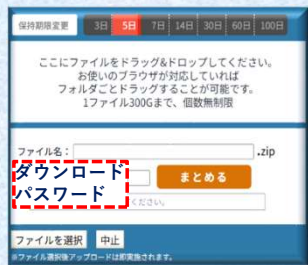 保持期限変更 3日 5日 7日 14日 30日 60日 100日
ここにファイルをドラッグ&ドロップしてください。
お使いのブラウザが対応していれば
フォルダごとドラッグすることが可能です。
1ファイル300Gまで、個数無制限
ファイル名: .zip
ダウンロード
パスワード まとめる
ください。
ファイルを選択 中止
※ファイル選択後アップロードは即実施されます。